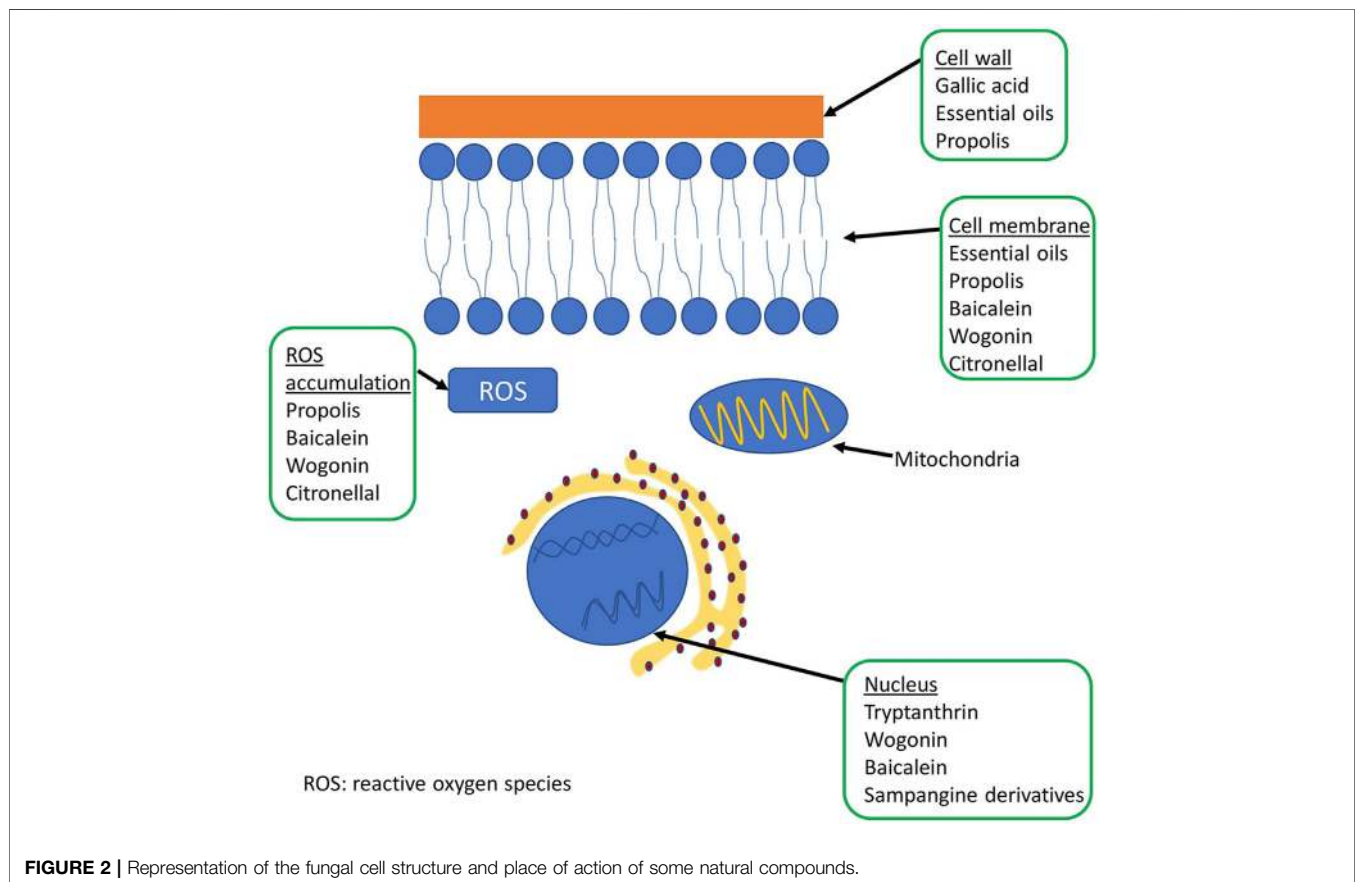 Cell wall
Gallic acid
Essential oils
Propolis
Cell membrane
Essential oils
Propolis
Baicalein
Wogonin
Citronellal
ROS
accumulation
Propolis
Baicalein
Wogonin
Citronellal
ROS
Mitochondria
Nucleus
Tryptanthrin
Wogonin
Baicalein
Sampangine derivatives
ROS: reactive oxygen species
FIGURE 2 | Representation of the fungal cell structure and place of action of some natural compounds.